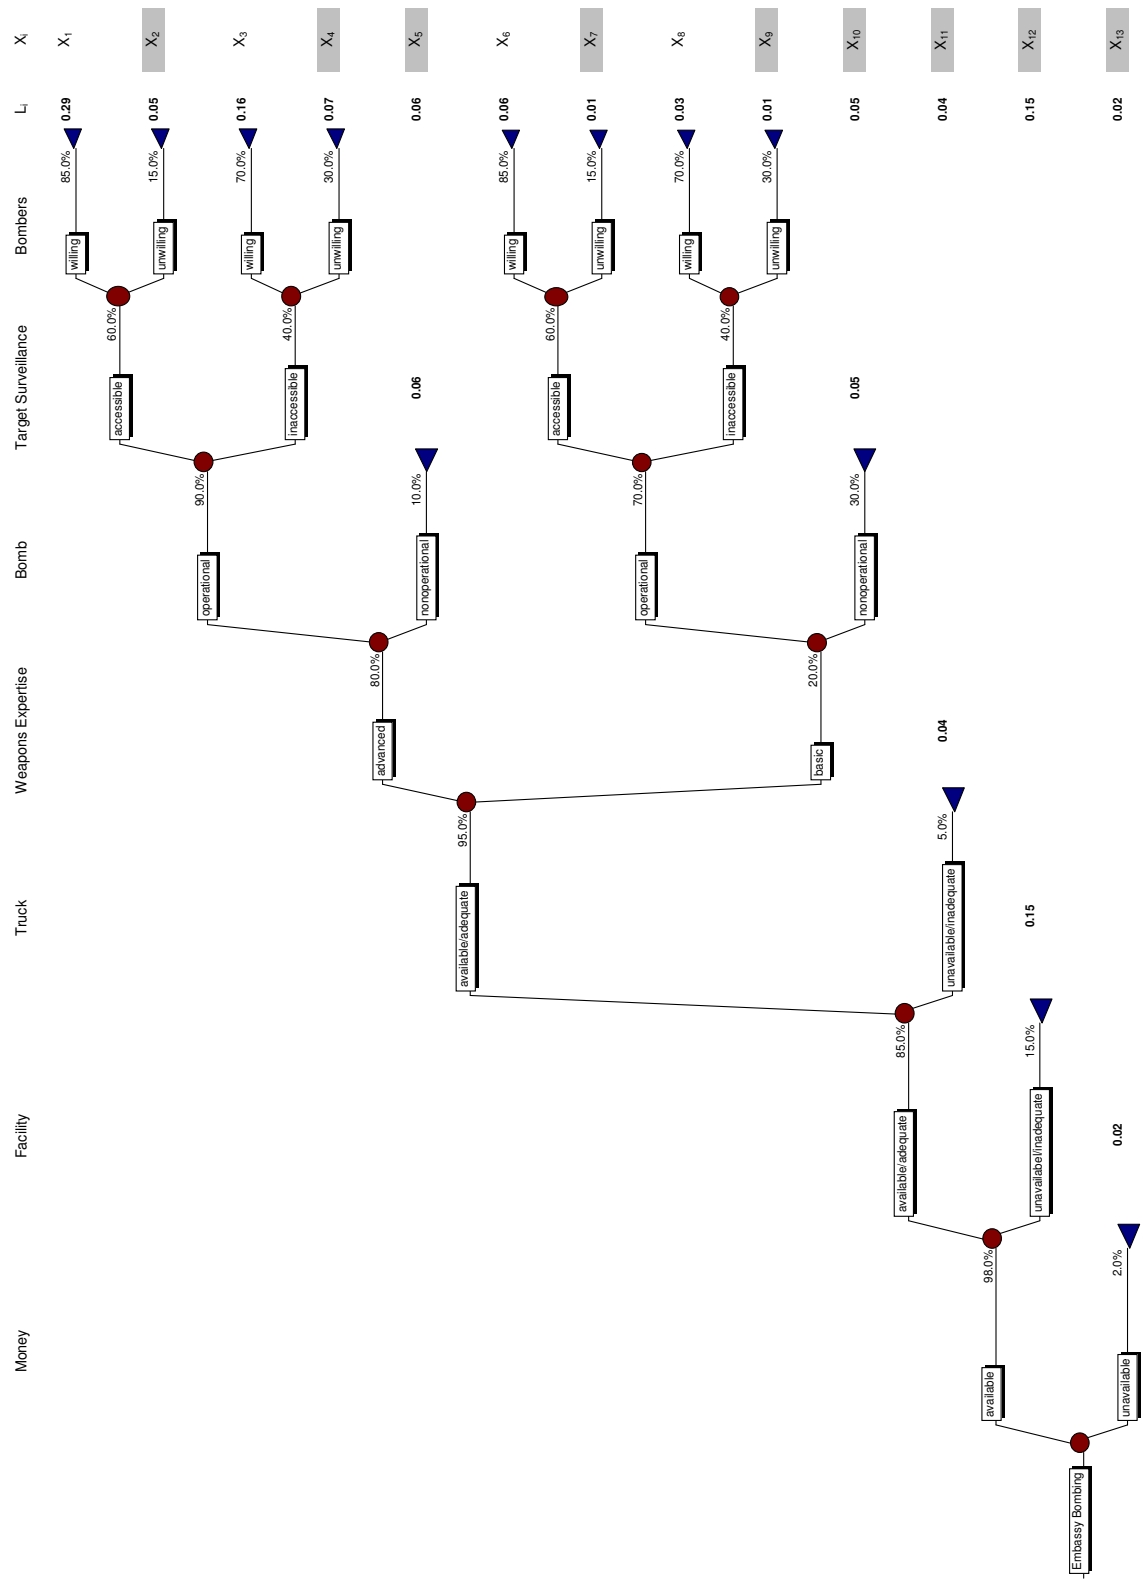 Money Facility Truck Weapons Expertise Bomb Target Surveillance Bombers Lᵢ Xᵢ
85.0% 0.29 X₁
willing
60.0%
accessible
15.0% 0.05 X₂
unwilling
90.0%
operational
70.0% 0.16 X₃
willing
40.0%
inaccessible
30.0% 0.07 X₄
unwilling
80.0%
advanced
10.0% 0.06 0.06 X₅
nonoperational
95.0%
available/adequate
85.0% 0.06 X₆
willing
60.0%
accessible
15.0% 0.01 X₇
unwilling
70.0%
operational
70.0% 0.03 X₈
willing
40.0%
inaccessible
30.0% 0.01 X₉
unwilling
20.0%
basic
30.0% 0.05 0.05 X₁₀
nonoperational
85.0%
available/adequate
5.0% 0.04 0.04 X₁₁
unavailable/inadequate
98.0%
available
15.0% 0.15 0.15 X₁₂
unavailabel/inadequate
Embassy Bombing
2.0% 0.02 0.02 X₁₃
unavailable